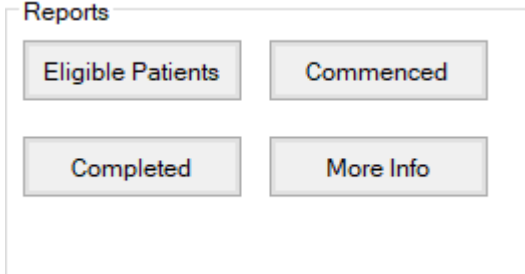 Reports
Eligible Patients
Commenced
Completed
More Info